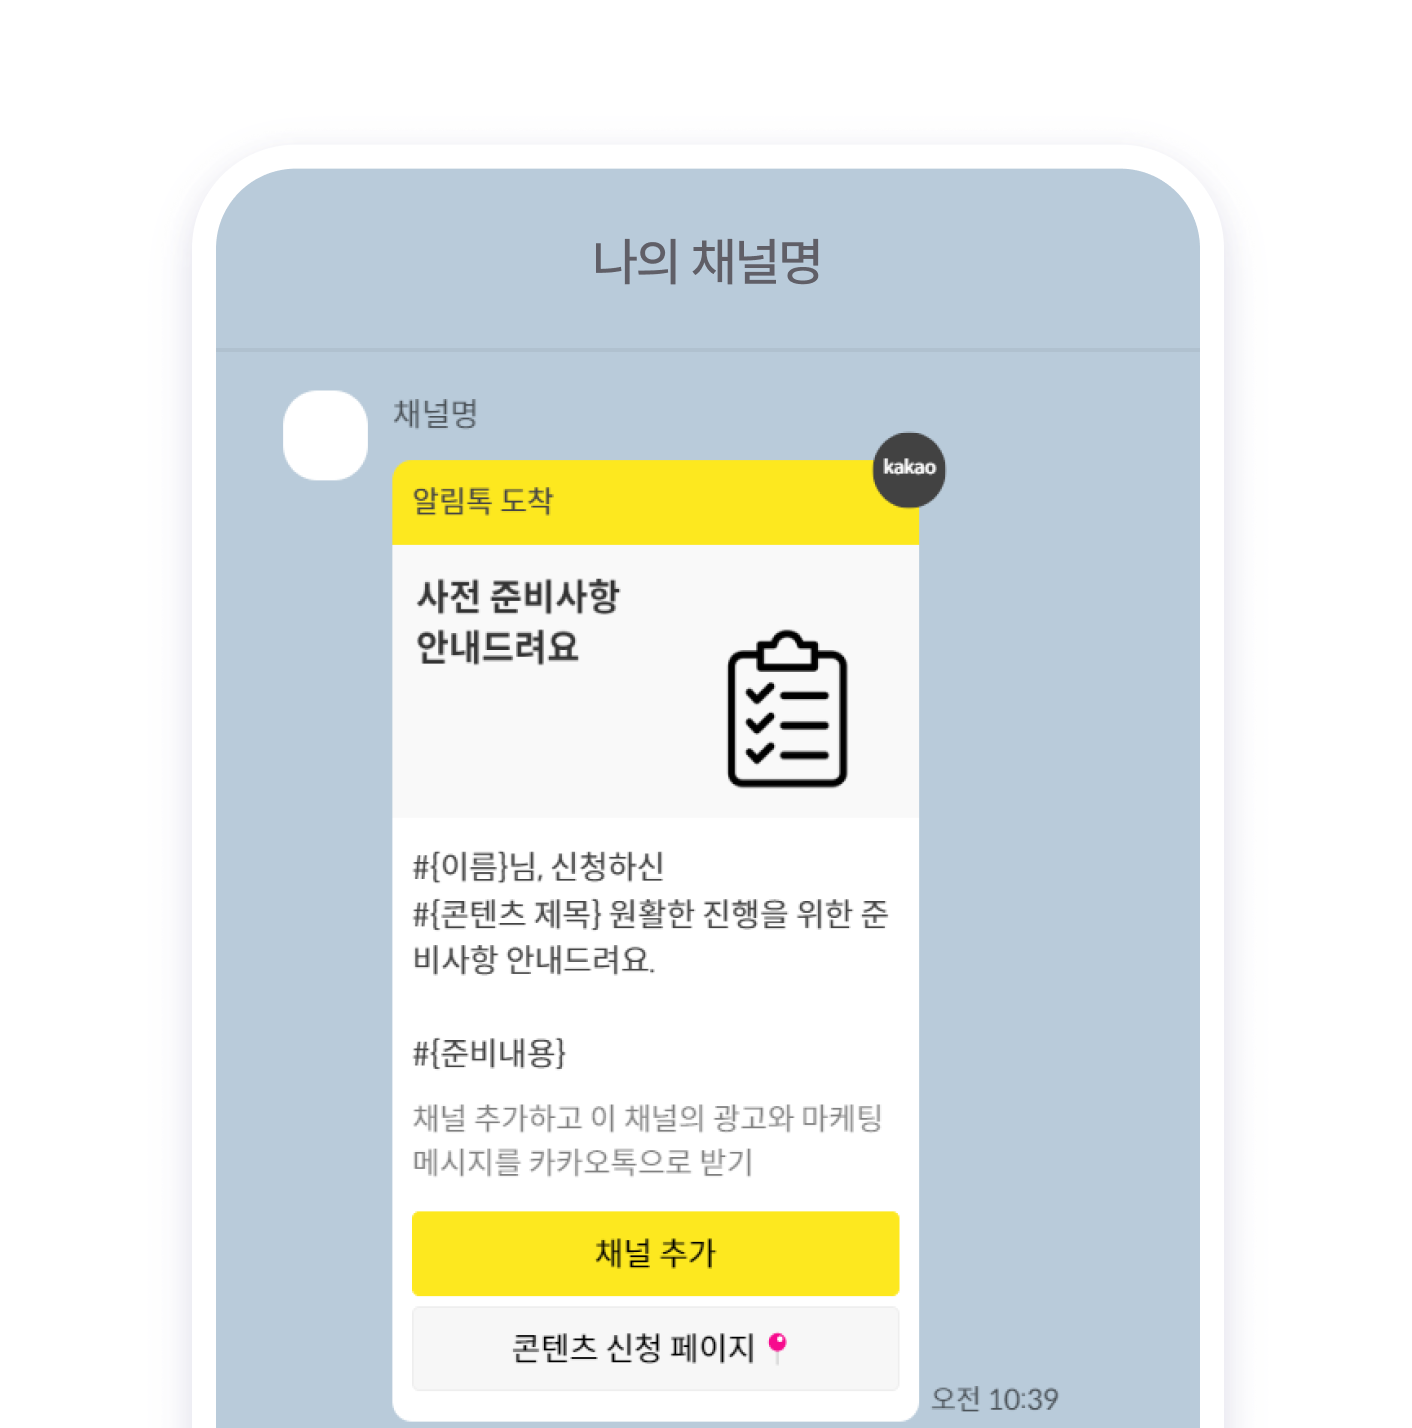 나의 채널명
채널명
kakao
알림톡 도착
사전 준비사항
안내드려요
#{이름}님, 신청하신
#{콘텐츠 제목} 원활한 진행을 위한 준
비사항 안내드려요.
#{준비내용}
채널 추가하고 이 채널의 광고와 마케팅
메시지를 카카오톡으로 받기
채널 추가
콘텐츠 신청 페이지
오전 10:39